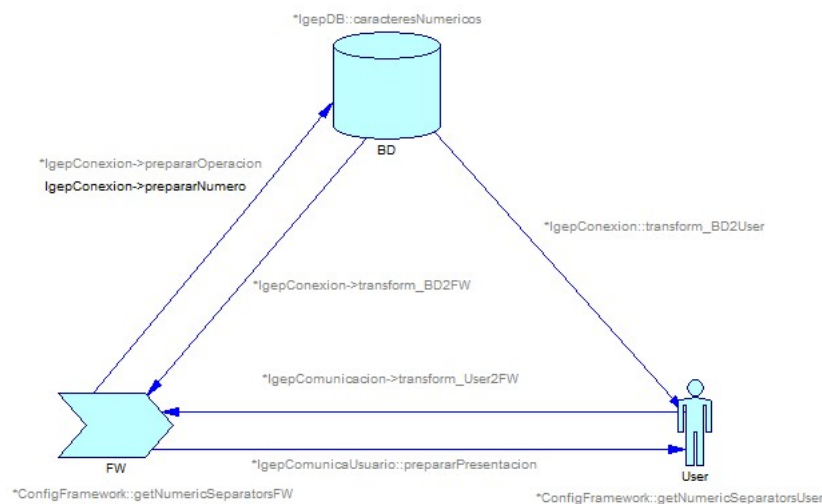 *IgepDB::caracteresNumericos
BD
*IgepConexion->prepararOperacion
IgepConexion->prepararNumero
*IgepConexion::transform_BD2User
*IgepConexion->transform_BD2FW
*IgepComunicacion->transform_User2FW
FW
*IgepComunicaUsuario::prepararPresentacion
User
*ConfigFramework::getNumericSeparatorsFW
*ConfigFramework::getNumericSeparatorsUser